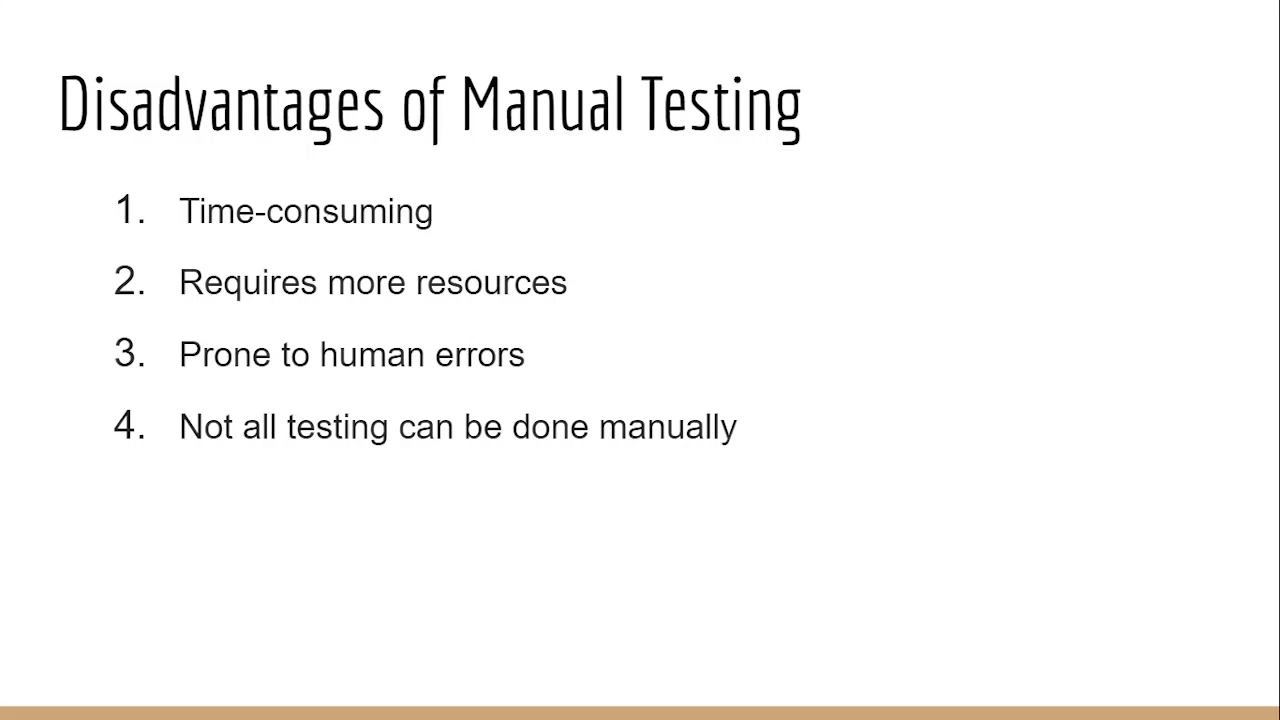 Disadvantages of Manual Testing
1. Time-consuming
2. Requires more resources
3. Prone to human errors
4. Not all testing can be done manually